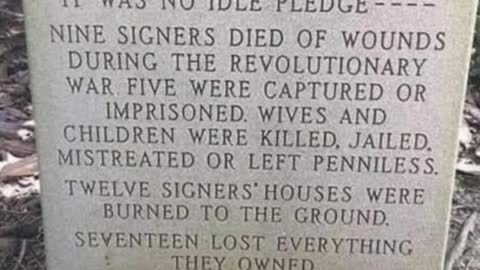 IT WAS NO IDLE PLEDGE----
NINE SIGNERS DIED OF WOUNDS
DURING THE REVOLUTIONARY
WAR FIVE WERE CAPTURED OR
IMPRISONED. WIVES AND
CHILDREN WERE KILLED, JAILED,
MISTREATED OR LEFT PENNILESS.
TWELVE SIGNERS' HOUSES WERE
BURNED TO THE GROUND.
SEVENTEEN LOST EVERYTHING
THEY OWNED